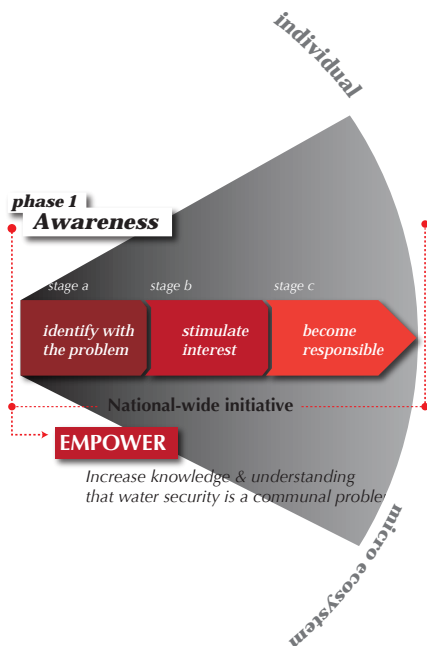 individual
phase 1
Awareness
stage a
stage b
stage c
identify with
the problem
stimulate
interest
become
responsible
National-wide initiative
EMPOWER
Increase knowledge & understanding
that water security is a communal proble
micro ecosystem